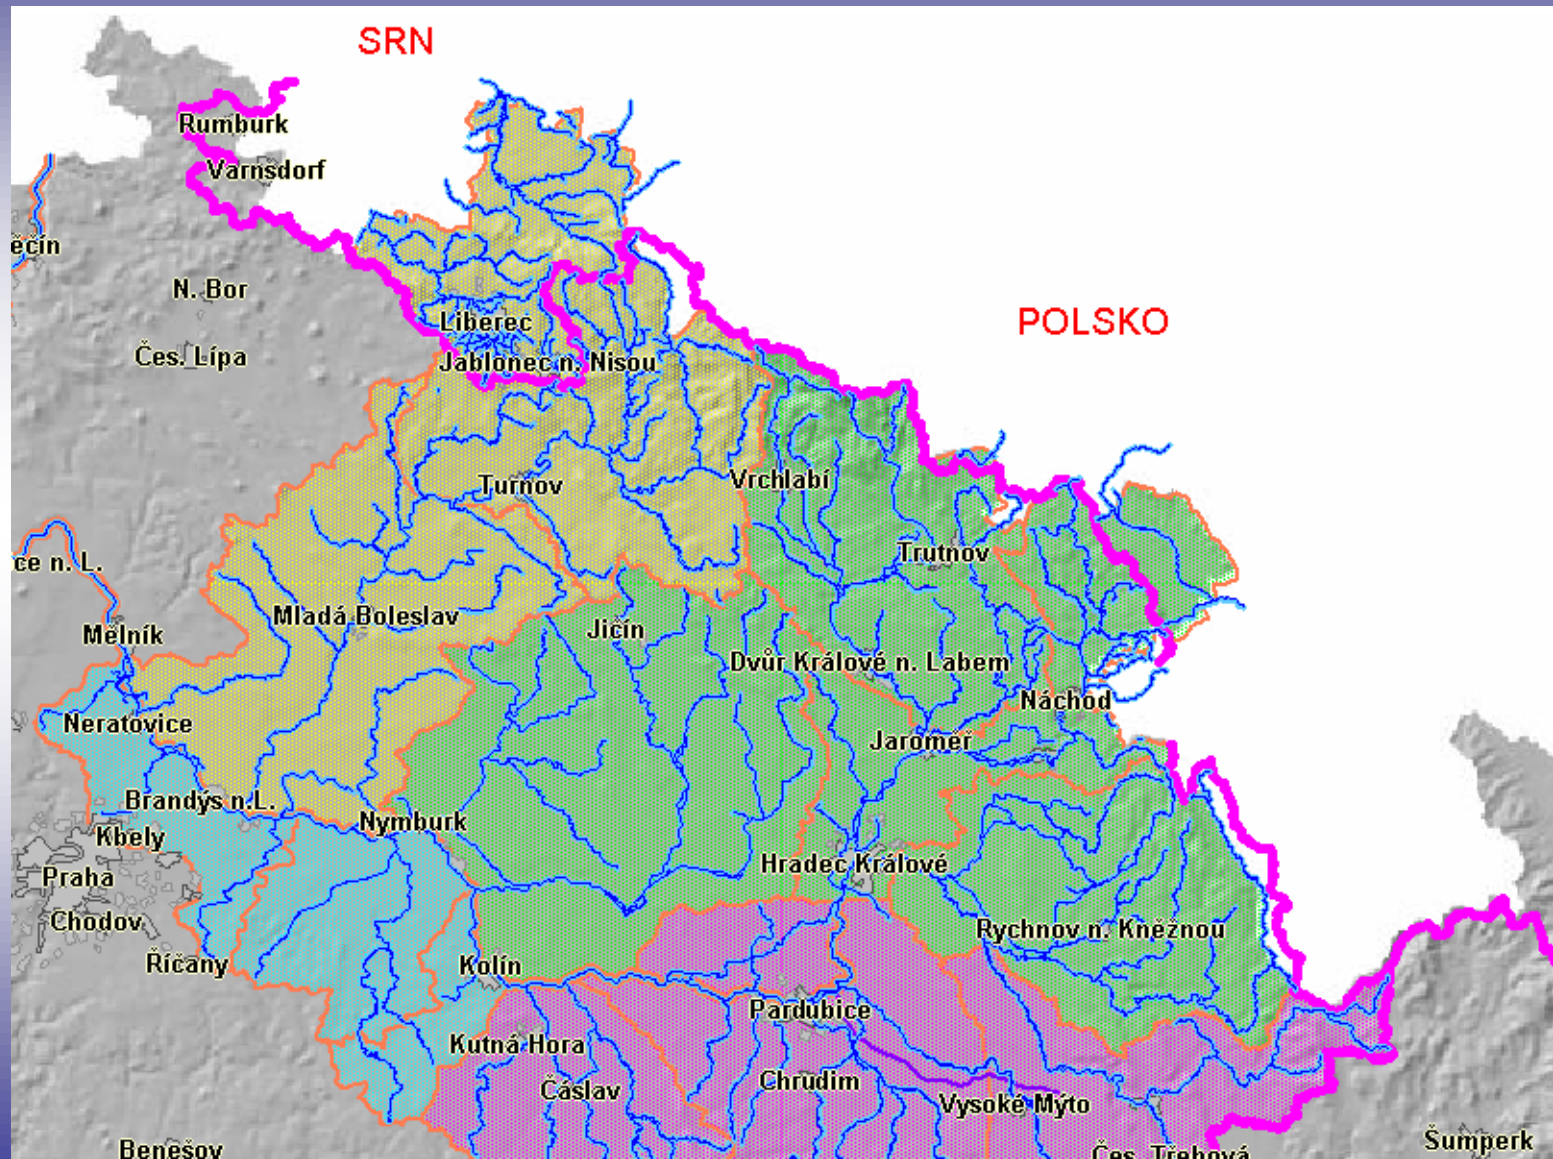 SRN
Rumburk
Varnsdorf
ěčín
N. Bor
POLSKO
Liberec
Čes. Lípa
Jablonec n. Nisou
Turnov
Vrchlabí
Trutnov
ce n. L.
Mladá Boleslav
Jičín
Mělník
Dvůr Králové n. Labem
Náchod
Neratovice
Jaroměř
Brandýs n.L.
Nymburk
Kbely
Hradec Králové
Praha
Chodov
Rychnov n. Kněžnou
Říčany
Kolín
Pardubice
Kutná Hora
Čáslav
Chrudim
Vysoké Mýto
Benešov
Čes. Třebová
Šumperk